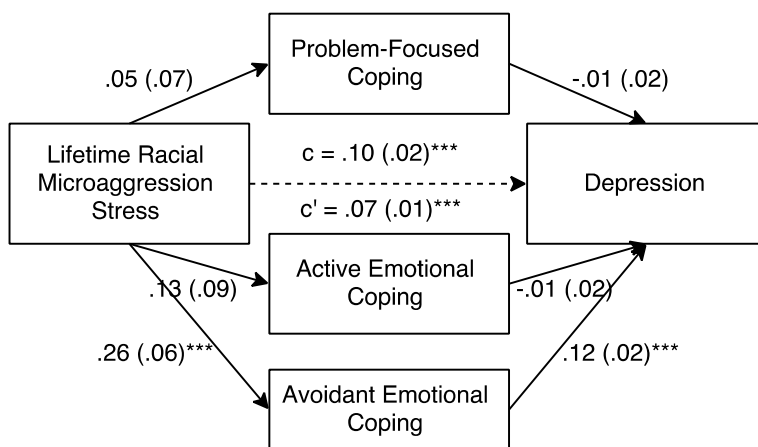 Problem-Focused
Coping
.05 (.07)
-.01 (.02)
Lifetime Racial
Microaggression
Stress
c = .10 (.02)***
c' = .07 (.01)***
Depression
Active Emotional
Coping
.13 (.09)
-.01 (.02)
.26 (.06)***
.12 (.02)***
Avoidant Emotional
Coping